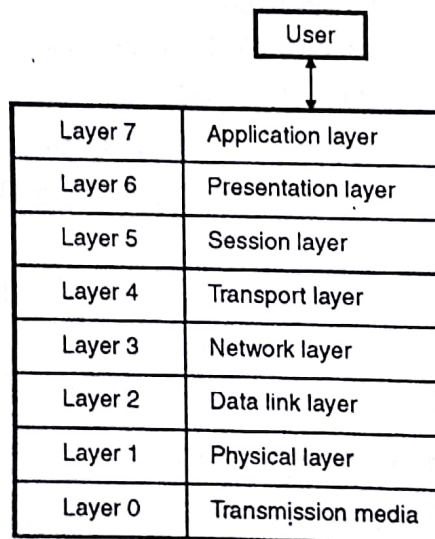 User
Layer 7 Application layer
Layer 6 Presentation layer
Layer 5 Session layer
Layer 4 Transport layer
Layer 3 Network layer
Layer 2 Data link layer
Layer 1 Physical layer
Layer 0 Transmission media